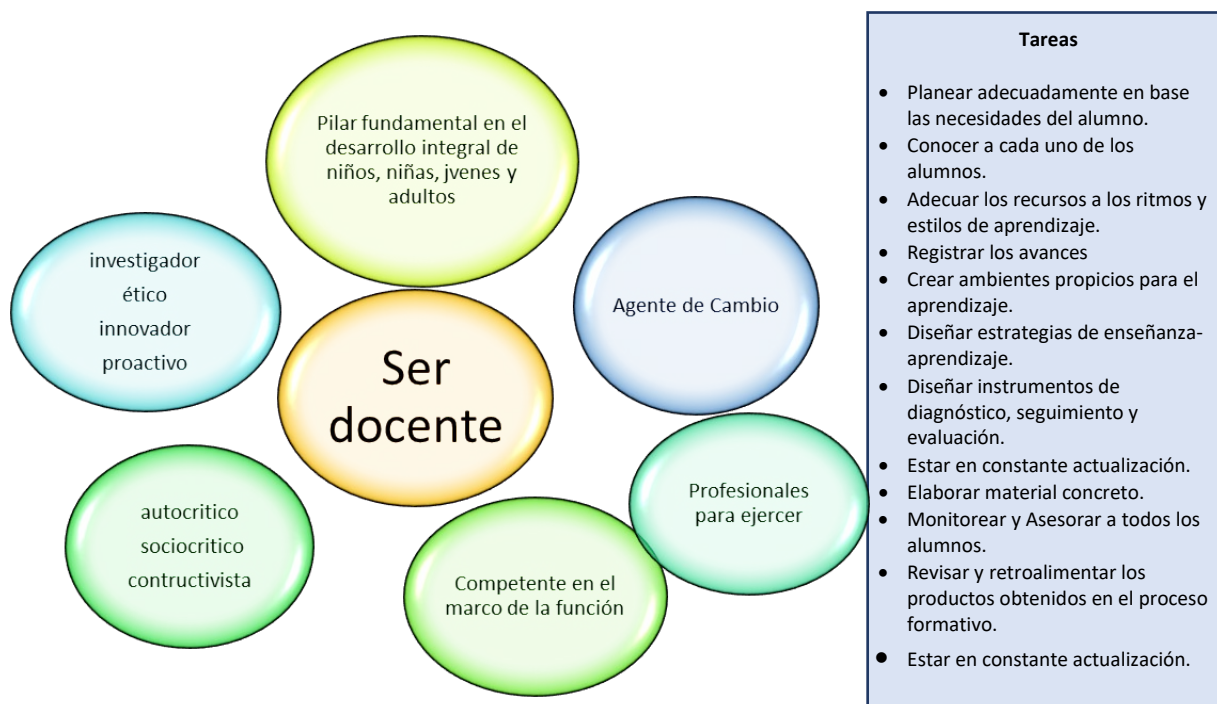 Pilar fundamental en el
desarrollo integral de
niños, niñas, jvenes y
adultos
investigador
ético
innovador
proactivo
Agente de Cambio
Ser
docente
autocritico
sociocritico
contructivista
Profesionales
para ejercer
Competente en el
marco de la función
Tareas
• Planear adecuadamente en base
las necesidades del alumno.
• Conocer a cada uno de los
alumnos.
• Adecuar los recursos a los ritmos y
estilos de aprendizaje.
• Registrar los avances
• Crear ambientes propicios para el
aprendizaje.
• Diseñar estrategias de enseñanza-
aprendizaje.
• Diseñar instrumentos de
diagnóstico, seguimiento y
evaluación.
• Estar en constante actualización.
• Elaborar material concreto.
• Monitorear y Asesorar a todos los
alumnos.
• Revisar y retroalimentar los
productos obtenidos en el proceso
formativo.
• Estar en constante actualización.